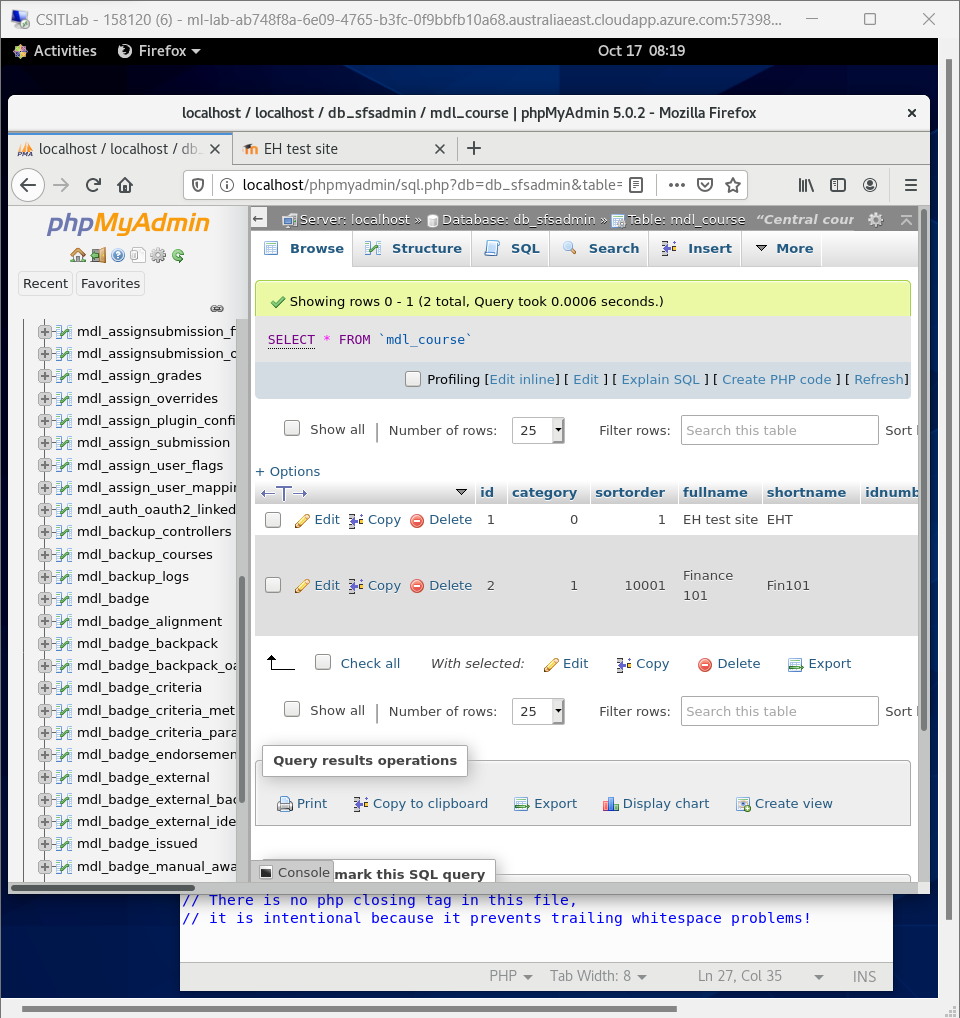 CSITLab - 158120 (6) - ml-lab-ab748f8a-6e09-4765-b3fc-0f9bbfb10a68.australiaeast.cloudapp.azure.com:57398...
Activities Firefox Oct 17 08:19
localhost / localhost / db_sfsadmin / mdl_course | phpMyAdmin 5.0.2 - Mozilla Firefox
localhost / localhost / db_ EH test site
localhost/phpmyadmin/sql.php?db=db_sfsadmin&table=
phpMyAdmin
Recent Favorites
mdl_assignsubmission_f
mdl_assignsubmission_o
mdl_assign_grades
mdl_assign_overrides
mdl_assign_plugin_confi
mdl_assign_submission
mdl_assign_user_flags
mdl_assign_user_mappin
mdl_auth_oauth2_linked
mdl_backup_controllers
mdl_backup_courses
mdl_backup_logs
mdl_badge
mdl_badge_alignment
mdl_badge_backpack
mdl_badge_backpack_oa
mdl_badge_criteria
mdl_badge_criteria_met
mdl_badge_criteria_para
mdl_badge_endorsemen
mdl_badge_external
mdl_badge_external_bac
mdl_badge_external_ide
mdl_badge_issued
mdl_badge_manual_awa
Server: localhost » Database: db_sfsadmin » Table: mdl_course “Central cour
Browse Structure SQL Search Insert More
Showing rows 0 - 1 (2 total, Query took 0.0006 seconds.)
SELECT * FROM `mdl_course`
Profiling [Edit inline] [ Edit ] [ Explain SQL ] [ Create PHP code ] [ Refresh]
Show all | Number of rows: 25 Filter rows: Search this table Sort
+ Options
←T→ id category sortorder fullname shortname idnumb
Edit Copy Delete 1 0 1 EH test site EHT
Edit Copy Delete 2 1 10001 Finance 101 Fin101
Check all With selected: Edit Copy Delete Export
Show all | Number of rows: 25 Filter rows: Search this table Sort
Query results operations
Print Copy to clipboard Export Display chart Create view
Console mark this SQL query
// There is no php closing tag in this file,
// it is intentional because it prevents trailing whitespace problems!
PHP Tab Width: 8 Ln 27, Col 35 INS